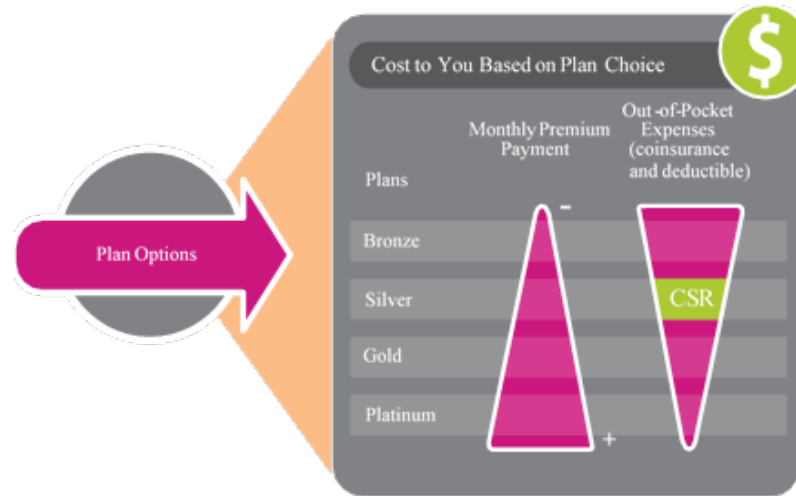 $
Cost to You Based on Plan Choice
Monthly Premium
Payment
Out-of-Pocket
Expenses
(coinsurance
and deductible)
Plans
-
Bronze
Silver
CSR
Gold
Platinum
+
Plan Options